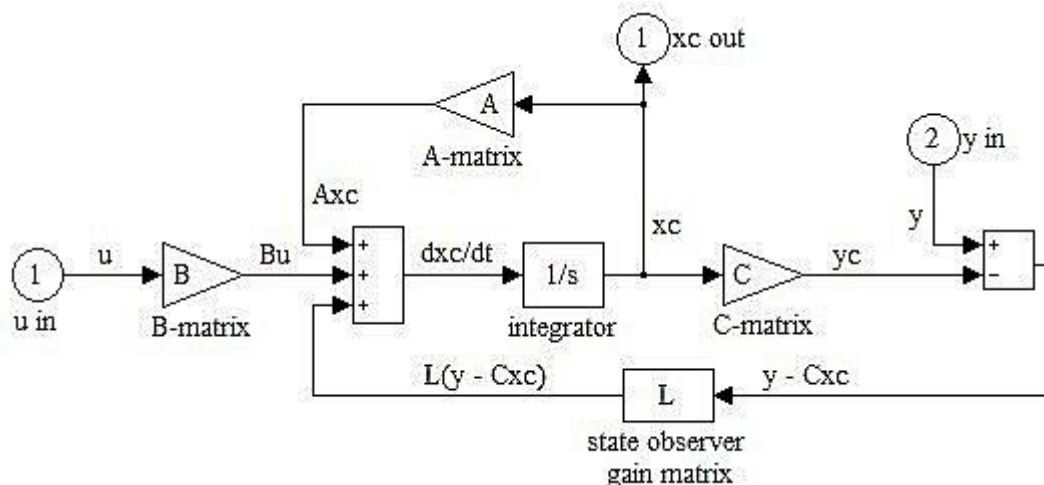 1
xc out
A
A-matrix
2
y in
Axc
y
u
B
Bu
+
+
+
dxc/dt
1/s
xc
C
yc
+
−
1
u in
B-matrix
integrator
C-matrix
L(y - Cxc)
L
y - Cxc
state observer
gain matrix